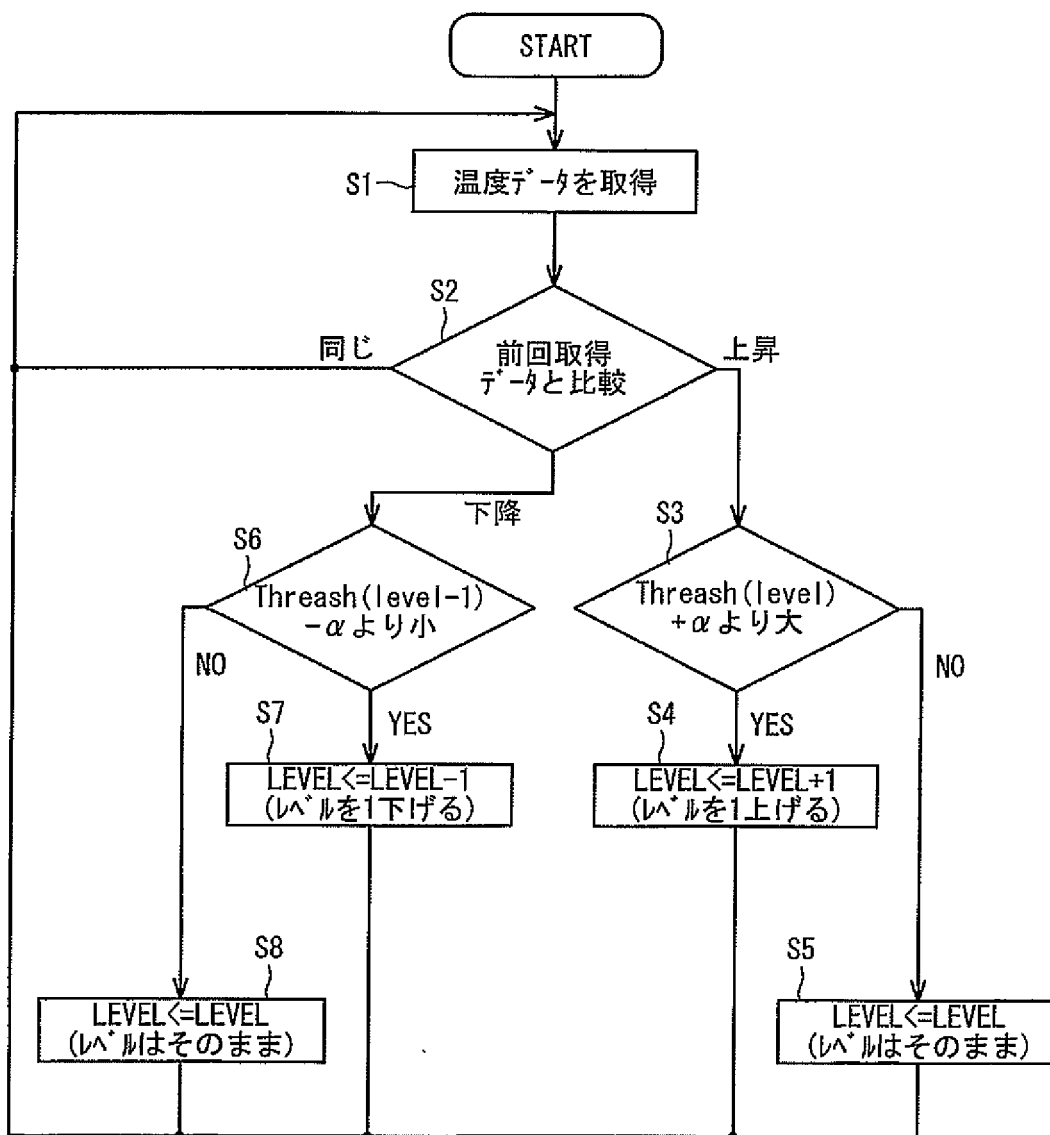 START
S1
温度ﾃﾞｰﾀを取得
S2
同じ
前回取得
ﾃﾞｰﾀと比較
上昇
下降
S6
Threash(level-1)
-αより小
S3
Threash(level)
+αより大
NO
YES
YES
NO
S7
LEVEL<=LEVEL-1
(ﾚﾍﾞﾙを1下げる)
S4
LEVEL<=LEVEL+1
(ﾚﾍﾞﾙを1上げる)
S8
LEVEL<=LEVEL
(ﾚﾍﾞﾙはそのまま)
S5
LEVEL<=LEVEL
(ﾚﾍﾞﾙはそのまま)